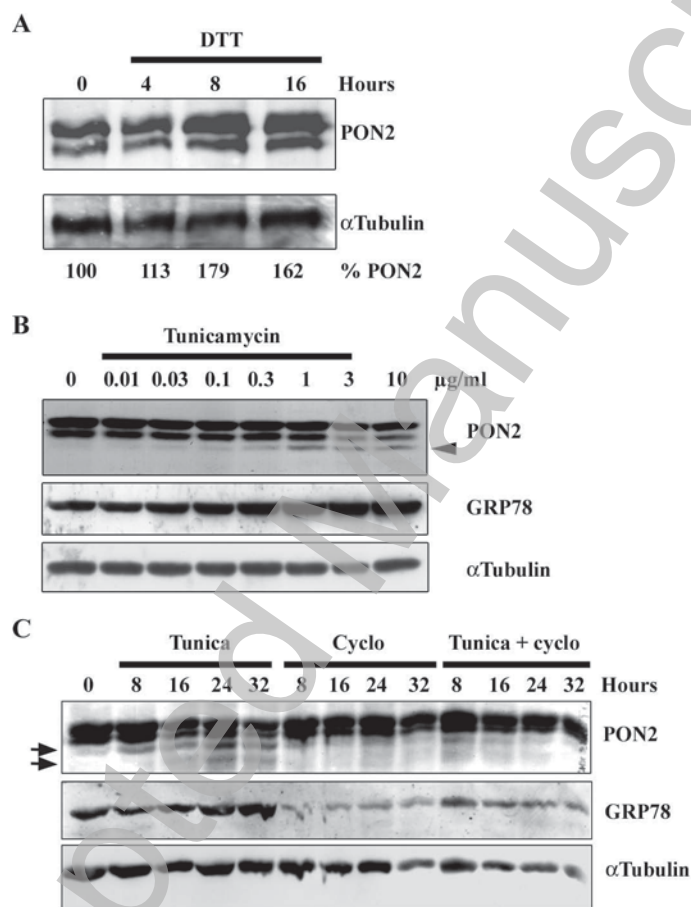 A
DTT
0 4 8 16 Hours
PON2
αTubulin
100 113 179 162 % PON2
B
Tunicamycin
0 0.01 0.03 0.1 0.3 1 3 10 µg/ml
PON2
GRP78
αTubulin
C
Tunica Cyclo Tunica + cyclo
0 8 16 24 32 8 16 24 32 8 16 24 32 Hours
PON2
GRP78
αTubulin
pted Manusc